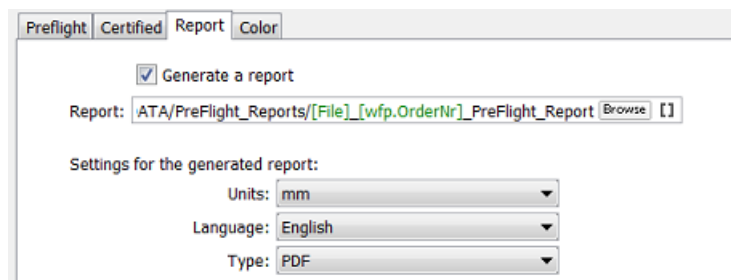 Preflight Certified Report Color
Generate a report
Report: ATA/PreFlight_Reports/[File]_[wfp.OrderNr]_PreFlight_Report Browse []
Settings for the generated report:
Units: mm
Language: English
Type: PDF